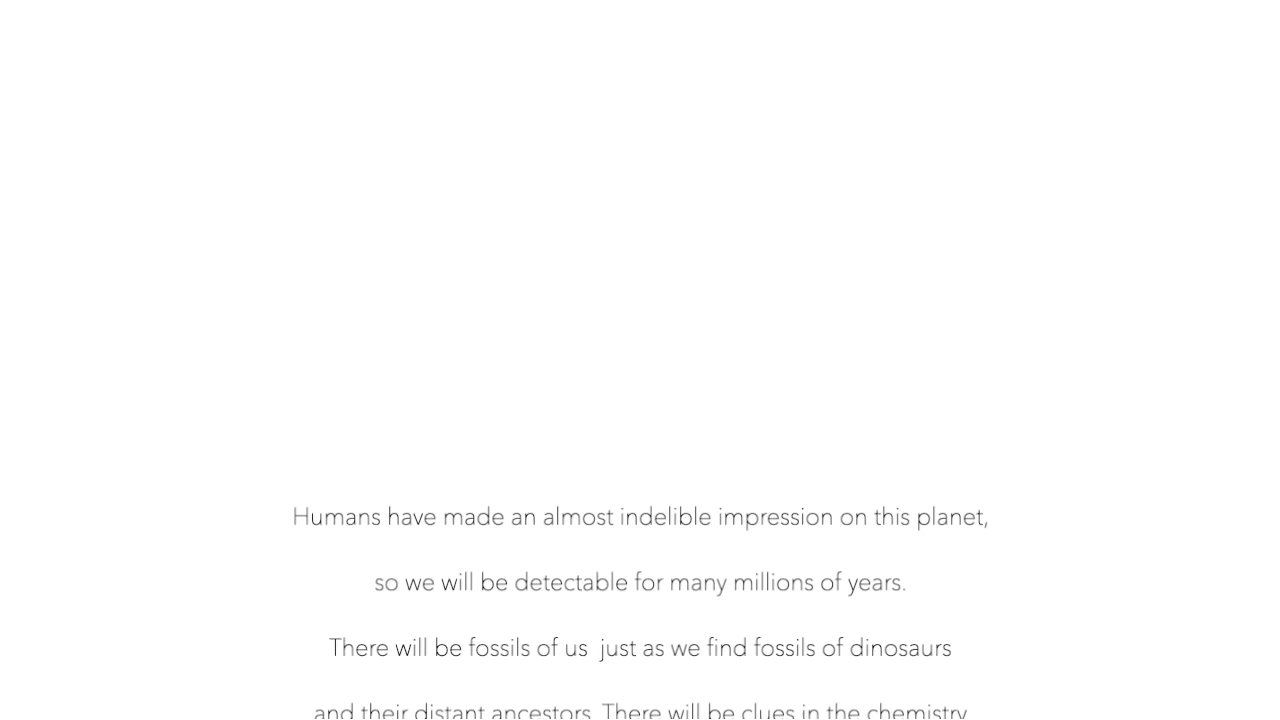 Humans have made an almost indelible impression on this planet,
so we will be detectable for many millions of years.
There will be fossils of us  just as we find fossils of dinosaurs
and their distant ancestors. There will be clues in the chemistry